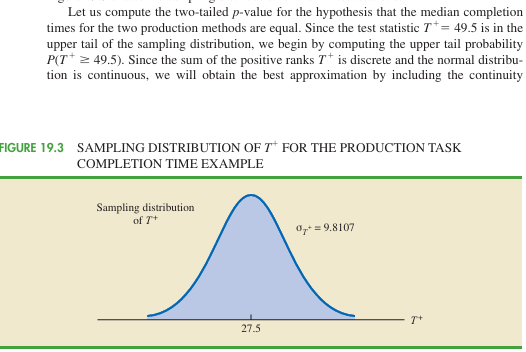 Let us compute the two-tailed p-value for the hypothesis that the median completion
times for the two production methods are equal. Since the test statistic T⁺ = 49.5 is in the
upper tail of the sampling distribution, we begin by computing the upper tail probability
P(T⁺ ≥ 49.5). Since the sum of the positive ranks T⁺ is discrete and the normal distribu-
tion is continuous, we will obtain the best approximation by including the continuity
FIGURE 19.3 SAMPLING DISTRIBUTION OF T⁺ FOR THE PRODUCTION TASK
COMPLETION TIME EXAMPLE
Sampling distribution
of T⁺
σT⁺ = 9.8107
T⁺
27.5